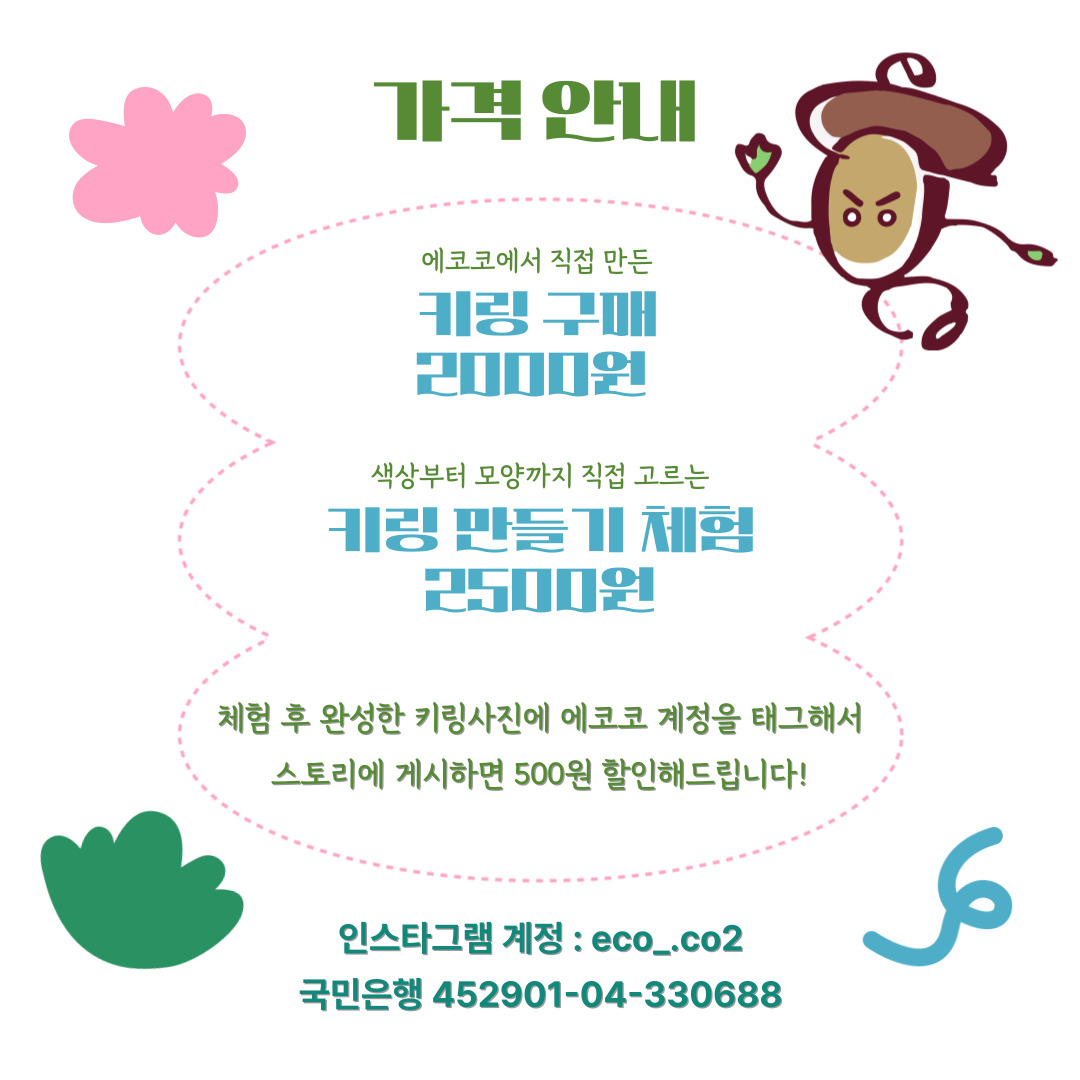 가격 안내
에코코에서 직접 만든
키링 구매
2000원
색상부터 모양까지 직접 고르는
키링 만들기 체험
2500원
체험 후 완성한 키링사진에 에코코 계정을 태그해서
스토리에 게시하면 500원 할인해드립니다!
인스타그램 계정 : eco_.co2
국민은행 452901-04-330688